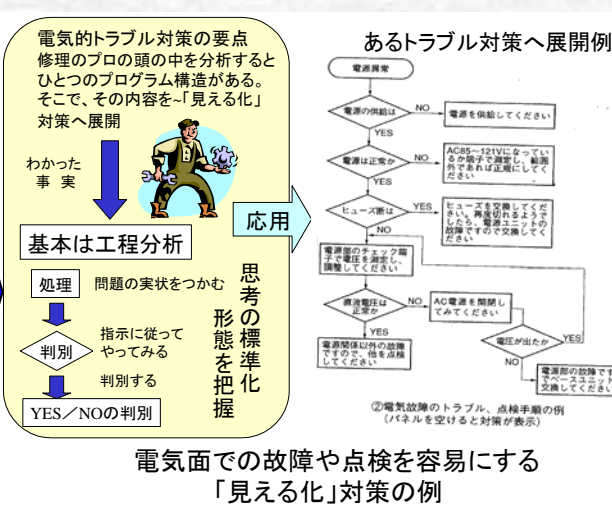 電気的トラブル対策の要点
修理のプロの頭の中を分析すると
ひとつのプログラム構造がある。
そこで、その内容を~「見える化」
対策へ展開
わかった
事 実
基本は工程分析
処理
問題の実状をつかむ
判別
指示に従って
やってみる
判別する
YES/NOの判別
思考の標準化
形態を把握
応用
あるトラブル対策へ展開例
電源異常
電源の供給は
NO
電源を供給してください
YES
電源は正常か
NO
AC85~121Vになってい
るか端子で測定し、範囲
外であれば正規にしてく
ださい
YES
ヒューズ断は
YES
ヒューズを交換してくだ
さい。再度切れるようで
したら、電源ユニットの
故障ですので交換してく
ださい
NO
電源部のチェック端
子で電圧を測定し、
調整してください
直流電圧は
正常か
NO
AC電源を開閉し
てみてください
YES
電源関係以外の故障
ですので、他を点検
してください
電圧が出たか
YES
NO
電源部の故障です
でベースユニット
交換してください
②電気故障のトラブル、点検手順の例
(パネルを空けると対策が表示)
電気面での故障や点検を容易にする
「見える化」対策の例